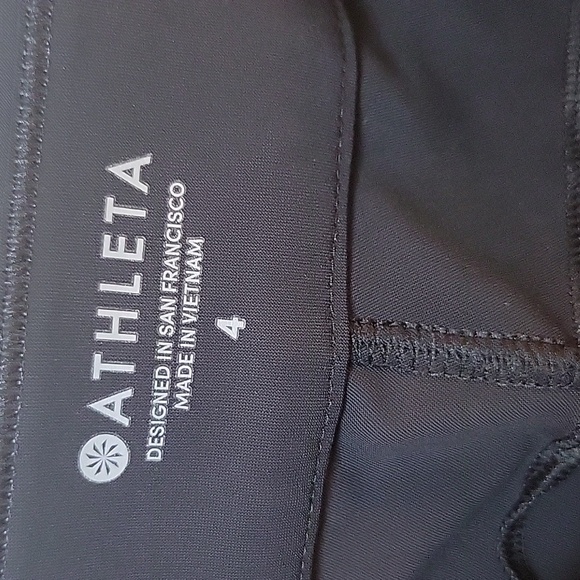 ATHLETA
DESIGNED IN SAN FRANCISCO
MADE IN VIETNAM
4